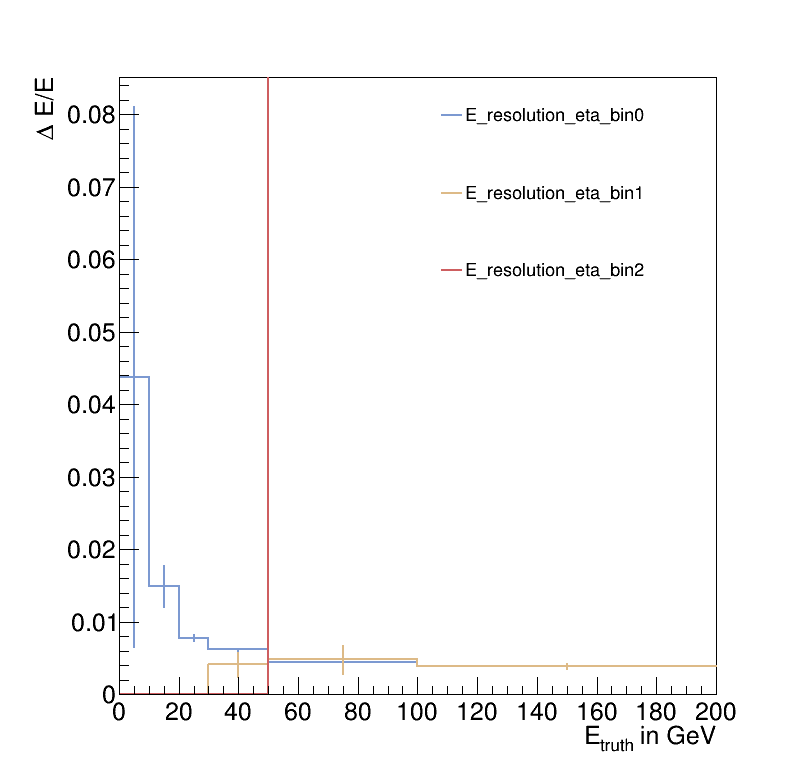 Δ E/E
0.08
0.07
0.06
0.05
0.04
0.03
0.02
0.01
0
0 20 40 60 80 100 120 140 160 180 200
E_truth in GeV
E_resolution_eta_bin0
E_resolution_eta_bin1
E_resolution_eta_bin2